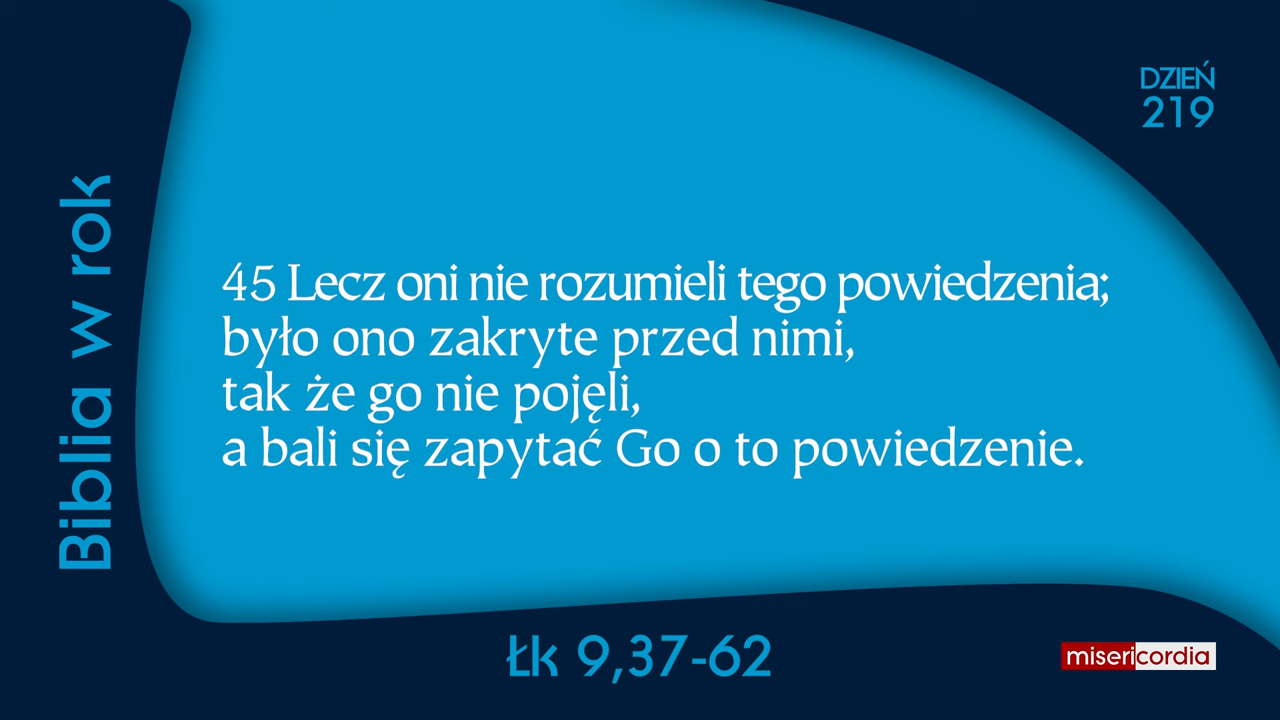 DZIEŃ
219
Biblia w rok
45 Lecz oni nie rozumieli tego powiedzenia;
było ono zakryte przed nimi,
tak że go nie pojęli,
a bali się zapytać Go o to powiedzenie.
Łk 9,37-62
misericordia